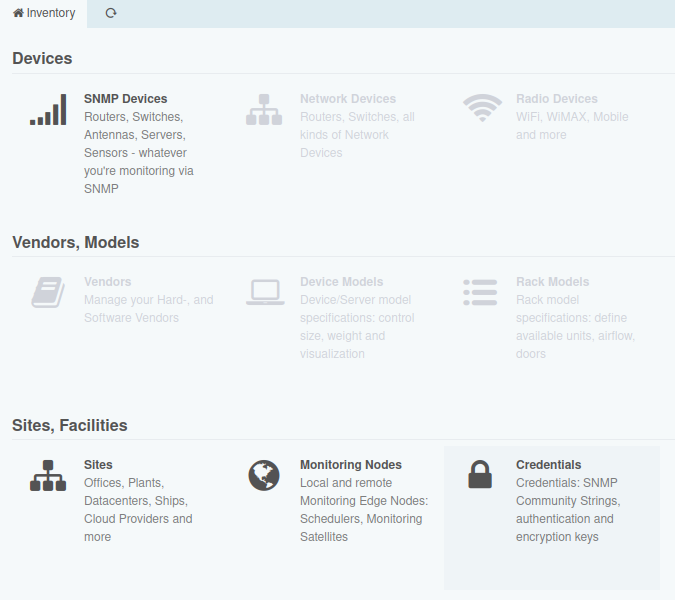 Inventory
Devices
SNMP Devices
Routers, Switches,
Antennas, Servers,
Sensors - whatever
you're monitoring via
SNMP
Network Devices
Routers, Switches, all
kinds of Network
Devices
Radio Devices
WiFi, WiMAX, Mobile
and more
Vendors, Models
Vendors
Manage your Hard-, and
Software Vendors
Device Models
Device/Server model
specifications: control
size, weight and
visualization
Rack Models
Rack model
specifications: define
available units, airflow,
doors
Sites, Facilities
Sites
Offices, Plants,
Datacenters, Ships,
Cloud Providers and
more
Monitoring Nodes
Local and remote
Monitoring Edge Nodes:
Schedulers, Monitoring
Satellites
Credentials
Credentials: SNMP
Community Strings,
authentication and
encryption keys